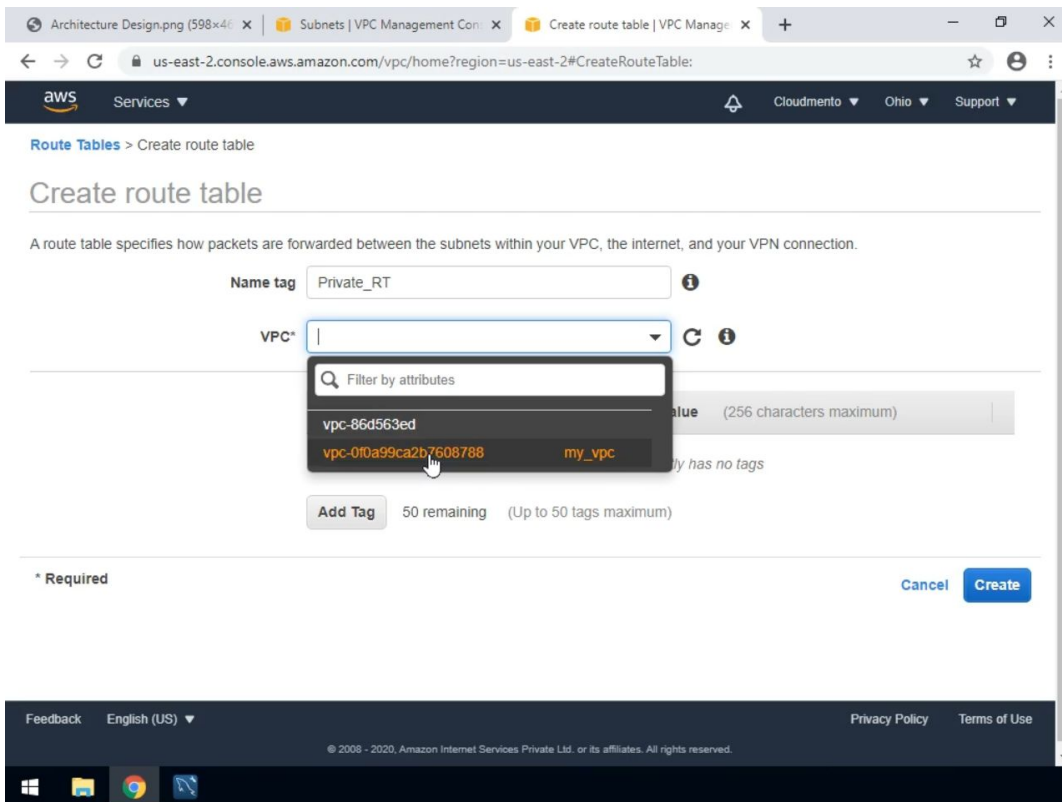 Architecture Design.png (598×46
Subnets | VPC Management Con
Create route table | VPC Manage
us-east-2.console.aws.amazon.com/vpc/home?region=us-east-2#CreateRouteTable:
aws
Services
Cloudmento
Ohio
Support
Route Tables > Create route table
Create route table
A route table specifies how packets are forwarded between the subnets within your VPC, the internet, and your VPN connection.
Name tag
Private_RT
VPC*
Filter by attributes
vpc-86d563ed
vpc-0f0a99ca2b7608788 my_vpc
alue (256 characters maximum)
ly has no tags
Add Tag 50 remaining (Up to 50 tags maximum)
* Required
Cancel
Create
Feedback
English (US)
Privacy Policy
Terms of Use
© 2008 - 2020, Amazon Internet Services Private Ltd. or its affiliates. All rights reserved.